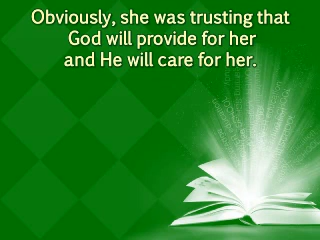 Obviously, she was trusting that
God will provide for her
and He will care for her.